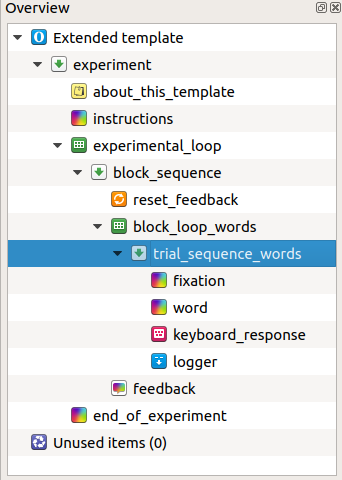 Overview
Extended template
experiment
about_this_template
instructions
experimental_loop
block_sequence
reset_feedback
block_loop_words
trial_sequence_words
fixation
word
keyboard_response
logger
feedback
end_of_experiment
Unused items (0)